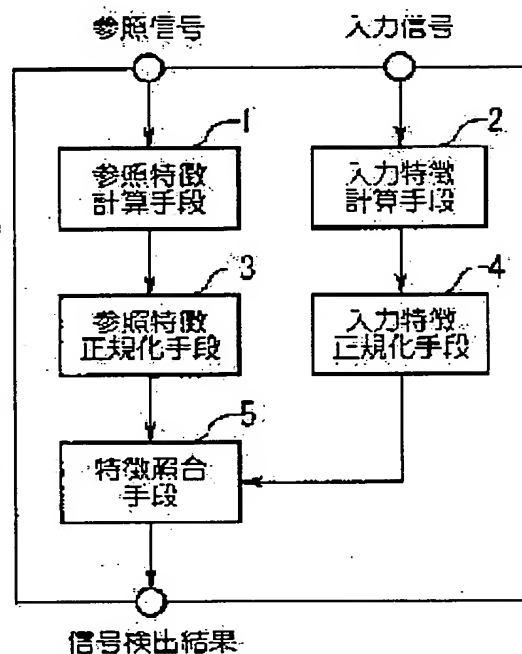 参照信号
入力信号
1
2
参照特徴
計算手段
入力特徴
計算手段
3
4
参照特徴
正規化手段
入力特徴
正規化手段
5
特徴照合
手段
信号検出結果